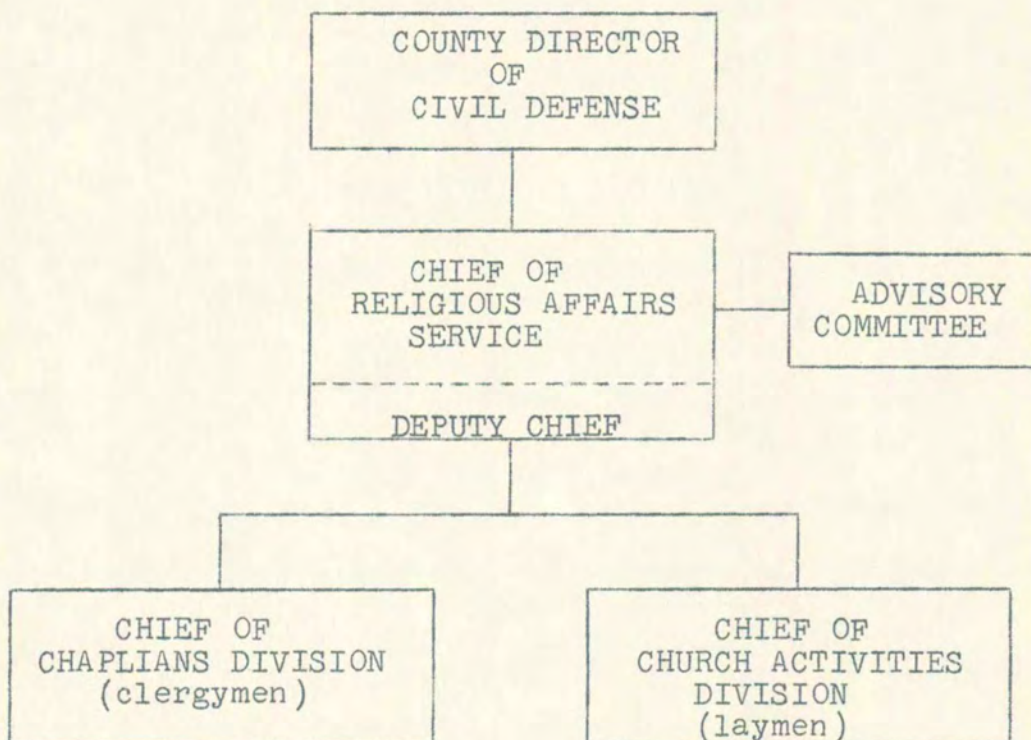 COUNTY DIRECTOR
OF
CIVIL DEFENSE
CHIEF OF
RELIGIOUS AFFAIRS
SERVICE
ADVISORY
COMMITTEE
DEPUTY CHIEF
CHIEF OF
CHAPLIANS DIVISION
(clergymen)
CHIEF OF
CHURCH ACTIVITIES
DIVISION
(laymen)